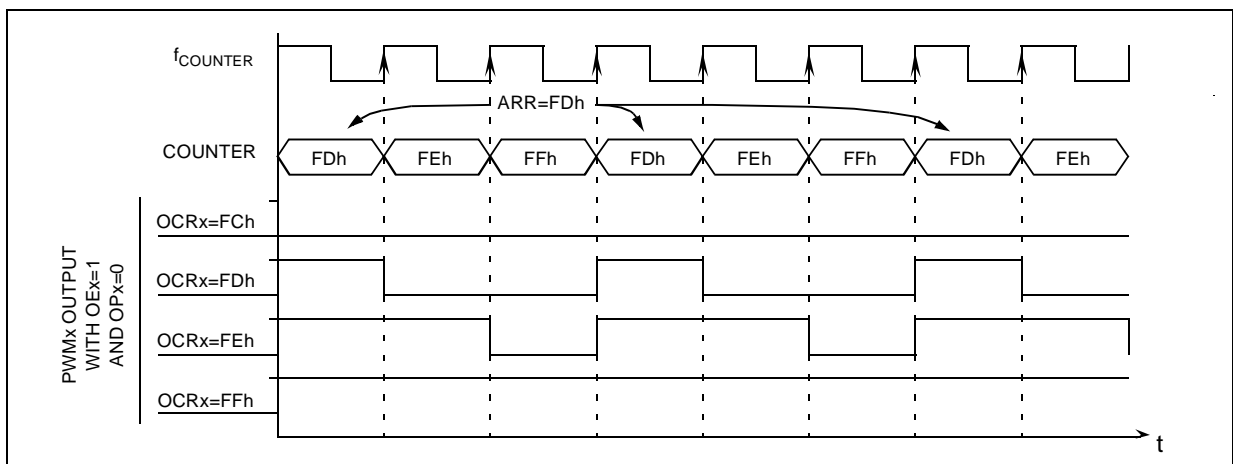 fCOUNTER
ARR=FDh
COUNTER
FDh FEh FFh FDh FEh FFh FDh FEh
PWMx OUTPUT
WITH OEx=1
AND OPx=0
OCRx=FCh
OCRx=FDh
OCRx=FEh
OCRx=FFh
t